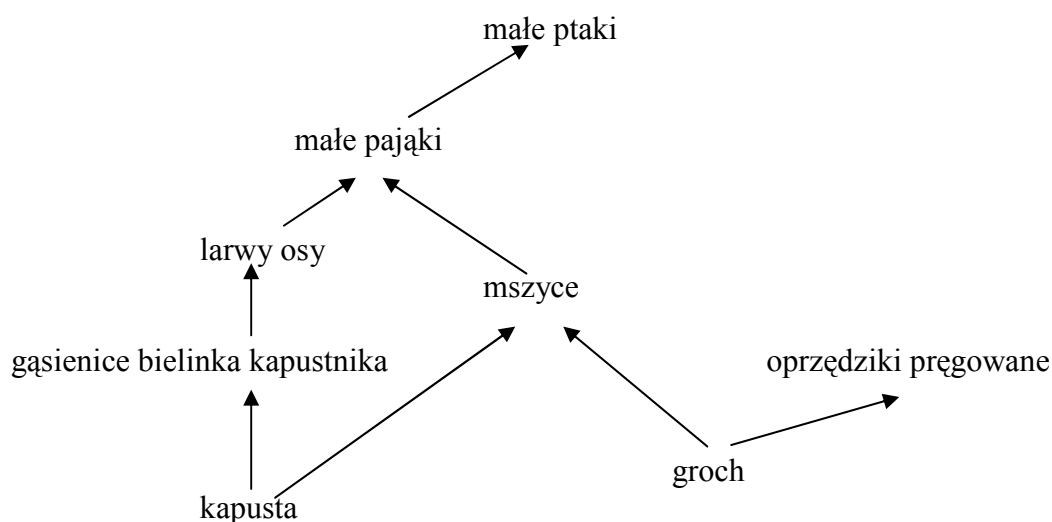 małe ptaki
małe pająki
larwy osy
mszyce
gąsienice bielinka kapustnika
oprzędziki pręgowane
groch
kapusta